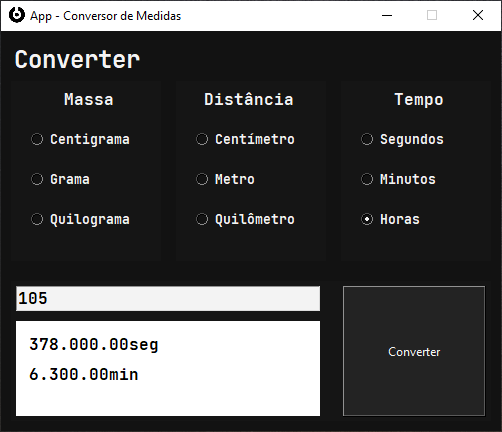 App - Conversor de Medidas
Converter
Massa
Centigrama
Grama
Quilograma
Distância
Centímetro
Metro
Quilômetro
Tempo
Segundos
Minutos
Horas
105
378.000.00seg
6.300.00min
Converter